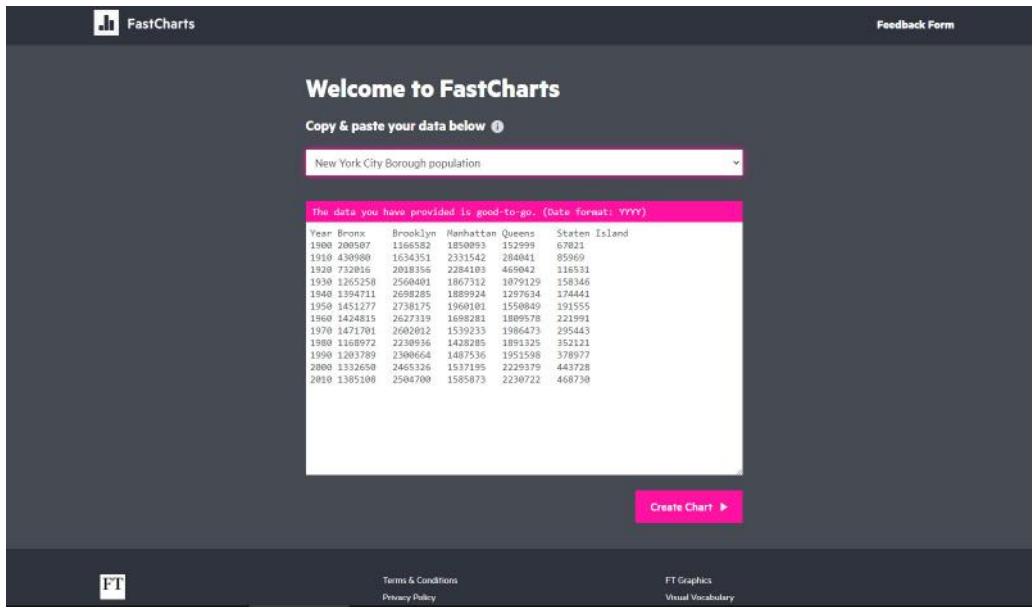 FastCharts
Feedback Form
Welcome to FastCharts
Copy & paste your data below
New York City Borough population
The data you have provided is good-to-go. (Date format: YYYY)
Year Bronx Brooklyn Manhattan Queens Staten Island
1900 200507 1166582 1850093 152999 67021
1910 430980 1634351 2331542 284041 85969
1920 732016 2018356 2284103 469042 116531
1930 1265258 2560401 1867312 1079129 158346
1940 1394711 2698285 1889924 1297634 174441
1950 1451277 2738175 1960101 1550849 191555
1960 1424815 2627319 1698281 1809578 221991
1970 1471701 2602012 1539233 1986473 295443
1980 1168972 2230936 1428285 1891325 352121
1990 1203789 2300664 1487536 1951598 378977
2000 1332650 2465326 1537195 2229379 443728
2010 1385108 2504700 1585873 2230722 468730
Create Chart
FT
Terms & Conditions
FT Graphics
Privacy Policy
Visual Vocabulary